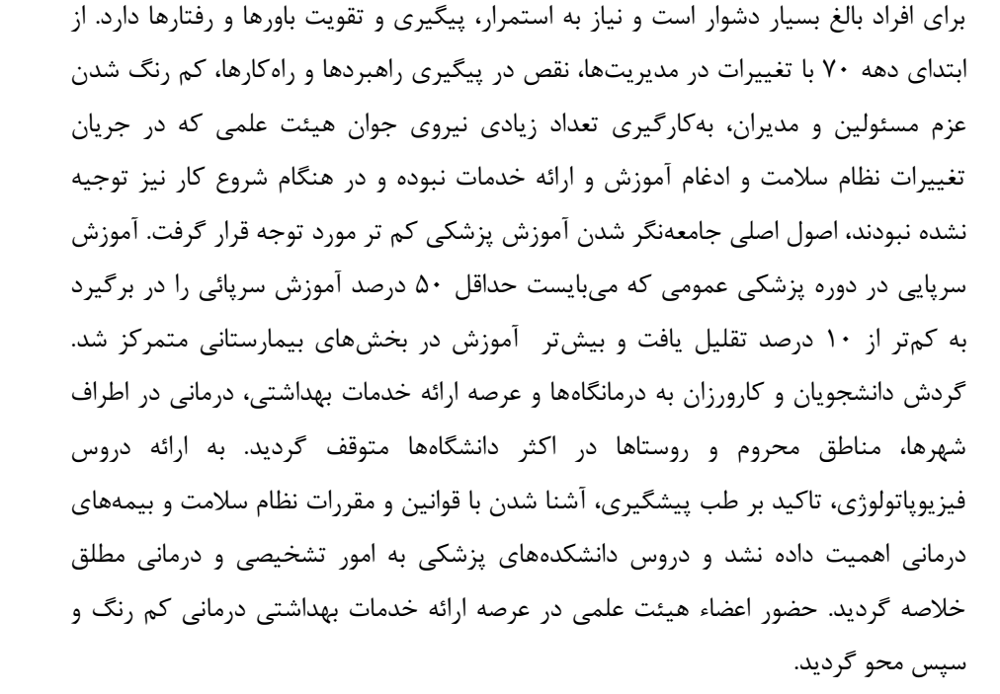 برای افراد بالغ بسیار دشوار است و نیاز به استمرار، پیگیری و تقویت باورها و رفتارها دارد. از
ابتدای دهه ۷۰ با تغییرات در مدیریت‌ها، نقص در پیگیری راهبردها و راه‌کارها، کم رنگ شدن
عزم مسئولین و مدیران، به‌کارگیری تعداد زیادی نیروی جوان هیئت علمی که در جریان
تغییرات نظام سلامت و ادغام آموزش و ارائه خدمات نبوده و در هنگام شروع کار نیز توجیه
نشده نبودند، اصول اصلی جامعه‌نگر شدن آموزش پزشکی کم تر مورد توجه قرار گرفت. آموزش
سرپایی در دوره پزشکی عمومی که می‌بایست حداقل ۵۰ درصد آموزش سرپائی را در برگیرد
به کم‌تر از ۱۰ درصد تقلیل یافت و بیش‌تر آموزش در بخش‌های بیمارستانی متمرکز شد.
گردش دانشجویان و کارورزان به درمانگاه‌ها و عرصه ارائه خدمات بهداشتی، درمانی در اطراف
شهرها، مناطق محروم و روستاها در اکثر دانشگاه‌ها متوقف گردید. به ارائه دروس
فیزیوپاتولوژی، تاکید بر طب پیشگیری، آشنا شدن با قوانین و مقررات نظام سلامت و بیمه‌های
درمانی اهمیت داده نشد و دروس دانشکده‌های پزشکی به امور تشخیصی و درمانی مطلق
خلاصه گردید. حضور اعضاء هیئت علمی در عرصه ارائه خدمات بهداشتی درمانی کم رنگ و
سپس محو گردید.